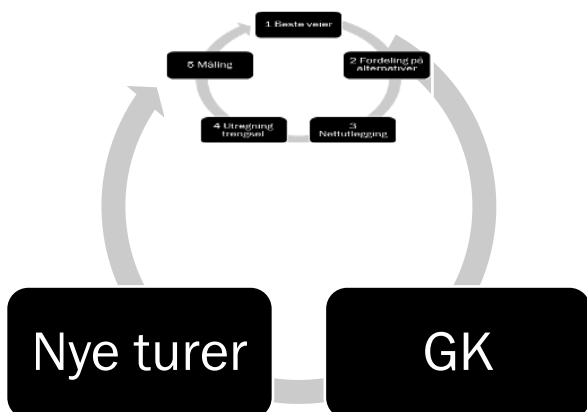 1 Beste veier
2 Fordeling på
alternativer
3
Nettutlegging
4 Utregning
trengsel
5 Måling
Nye turer
GK